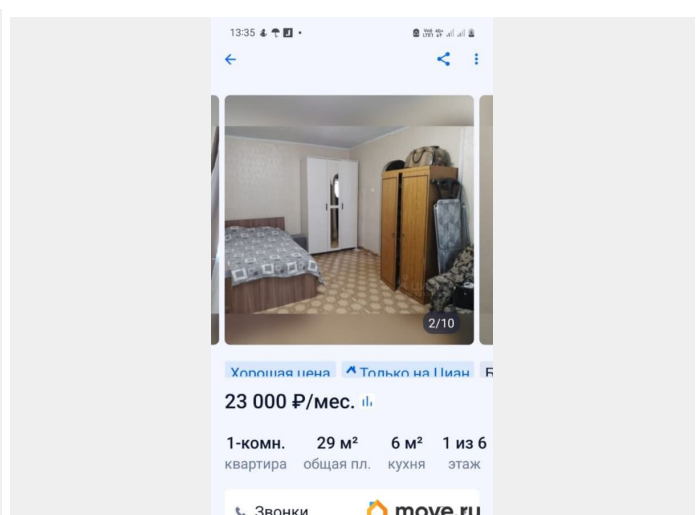 13:35
2/10
Хорошая цена Только на Циан Б
23 000 ₽/мес.
1-комн. 29 м² 6 м² 1 из 6
квартира общая пл. кухня этаж
Звонки move.ru